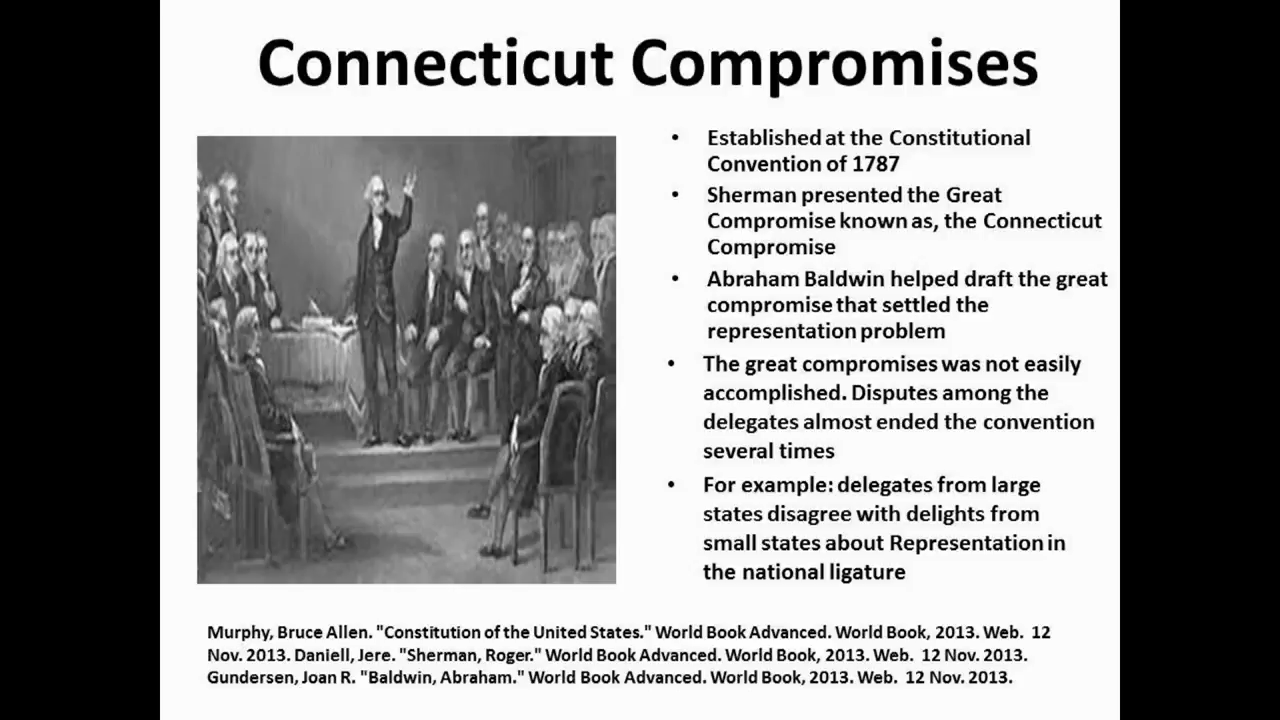 Connecticut Compromises
• Established at the Constitutional
Convention of 1787
• Sherman presented the Great
Compromise known as, the Connecticut
Compromise
• Abraham Baldwin helped draft the great
compromise that settled the
representation problem
• The great compromises was not easily
accomplished. Disputes among the
delegates almost ended the convention
several times
• For example: delegates from large
states disagree with delights from
small states about Representation in
the national ligature
Murphy, Bruce Allen. "Constitution of the United States." World Book Advanced. World Book, 2013. Web. 12
Nov. 2013. Daniell, Jere. "Sherman, Roger." World Book Advanced. World Book, 2013. Web. 12 Nov. 2013.
Gundersen, Joan R. "Baldwin, Abraham." World Book Advanced. World Book, 2013. Web. 12 Nov. 2013.